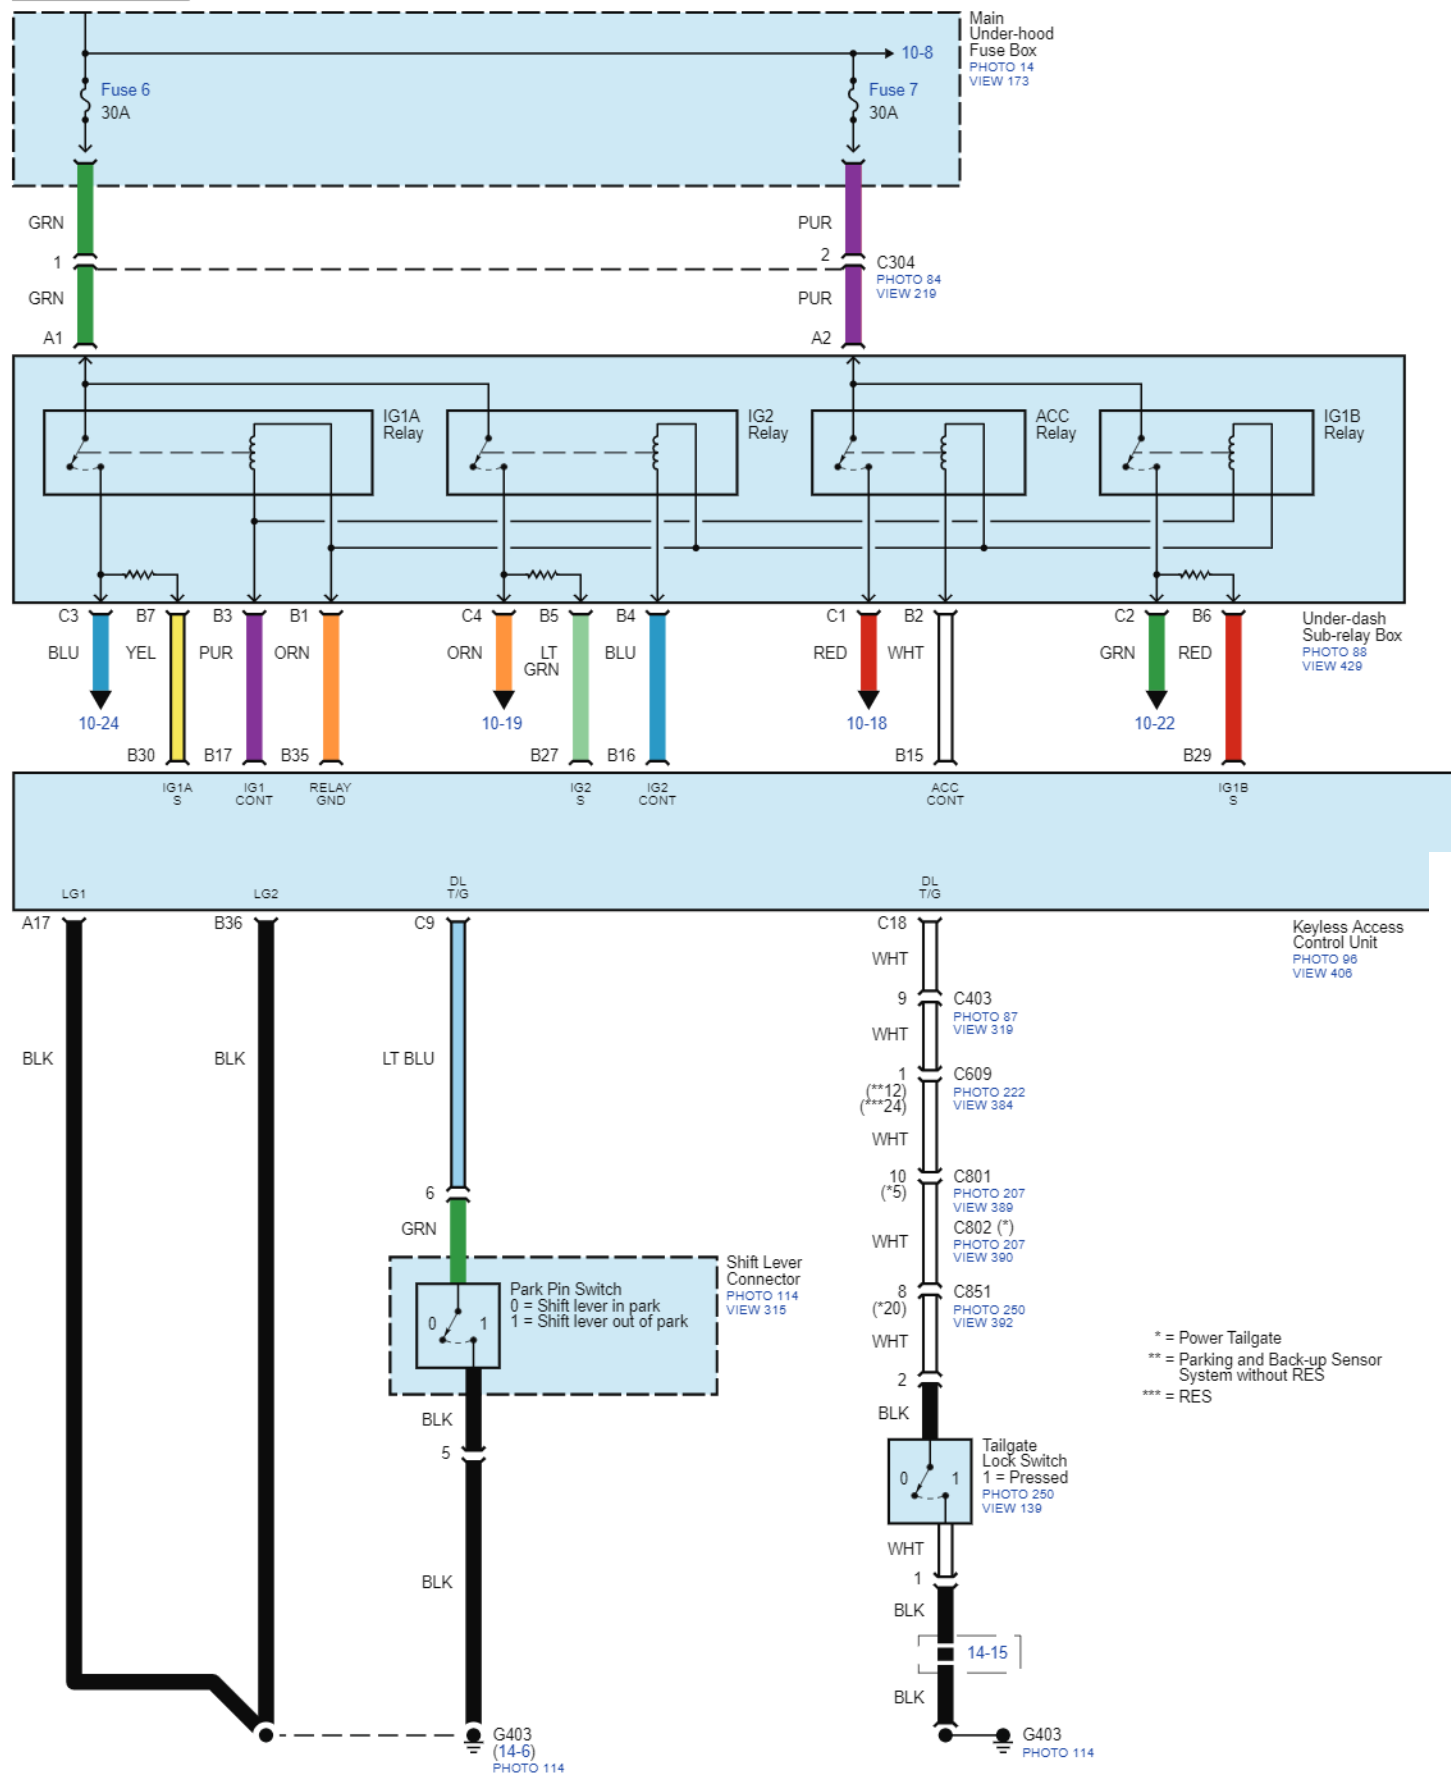 Main
Under-hood
Fuse Box
PHOTO 14
VIEW 173
10-8
Fuse 6
30A
Fuse 7
30A
GRN
PUR
1
2
C304
PHOTO 84
VIEW 219
GRN
PUR
A1
A2
IG1A
Relay
IG2
Relay
ACC
Relay
IG1B
Relay
C3
B7
B3
B1
C4
B5
B4
C1
B2
C2
B6
Under-dash
Sub-relay Box
PHOTO 88
VIEW 429
BLU
YEL
PUR
ORN
ORN
LT
GRN
BLU
RED
WHT
GRN
RED
10-24
10-19
10-18
10-22
B30
B17
B35
B27
B16
B15
B29
IG1A
S
IG1
CONT
RELAY
GND
IG2
S
IG2
CONT
ACC
CONT
IG1B
S
LG1
LG2
DL
T/G
DL
T/G
A17
B36
C9
C18
Keyless Access
Control Unit
PHOTO 96
VIEW 406
WHT
9
C403
PHOTO 87
VIEW 319
WHT
BLK
BLK
LT BLU
1
(**12)
(***24)
C609
PHOTO 222
VIEW 384
WHT
10
(*5)
C801
PHOTO 207
VIEW 389
C802 (*)
PHOTO 207
VIEW 390
6
GRN
WHT
Shift Lever
Connector
PHOTO 114
VIEW 315
Park Pin Switch
0 = Shift lever in park
1 = Shift lever out of park
0
1
8
(*20)
C851
PHOTO 250
VIEW 392
WHT
* = Power Tailgate
** = Parking and Back-up Sensor
System without RES
*** = RES
2
BLK
BLK
5
Tailgate
Lock Switch
1 = Pressed
PHOTO 250
VIEW 139
0
1
WHT
1
BLK
BLK
14-15
BLK
G403
(14-6)
PHOTO 114
G403
PHOTO 114